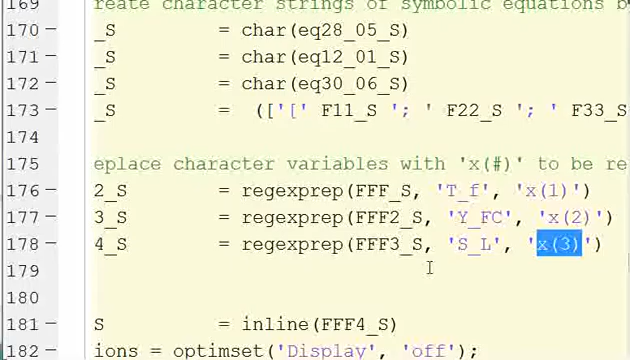 169 reate character strings of symbolic equations b
170 – _S = char(eq28_05_S)
171 – _S = char(eq12_01_S)
172 – _S = char(eq30_06_S)
173 – _S = (['[' F11_S '; ' F22_S '; ' F33_S
174
175 eplace character variables with 'x(#)' to be re
176 – 2_S = regexprep(FFF_S, 'T_f', 'x(1)')
177 – 3_S = regexprep(FFF2_S, 'Y_FC', 'x(2)')
178 – 4_S = regexprep(FFF3_S, 'S_L', 'x(3)')
179
180
181 – S = inline(FFF4_S)
182 – ions = optimset('Display', 'off');